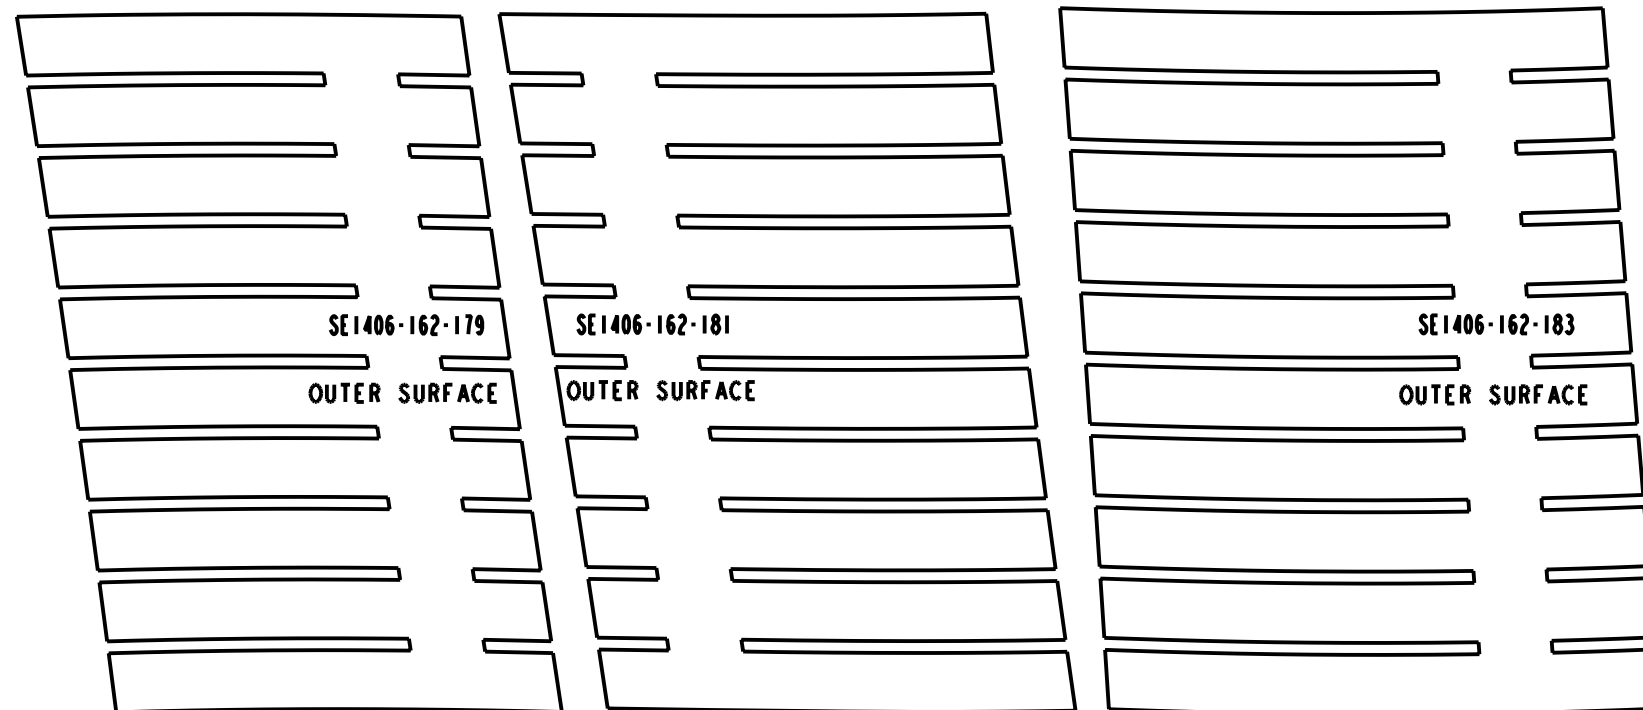 SE1406-162-179
OUTER SURFACE
SE1406-162-181
OUTER SURFACE
SE1406-162-183
OUTER SURFACE